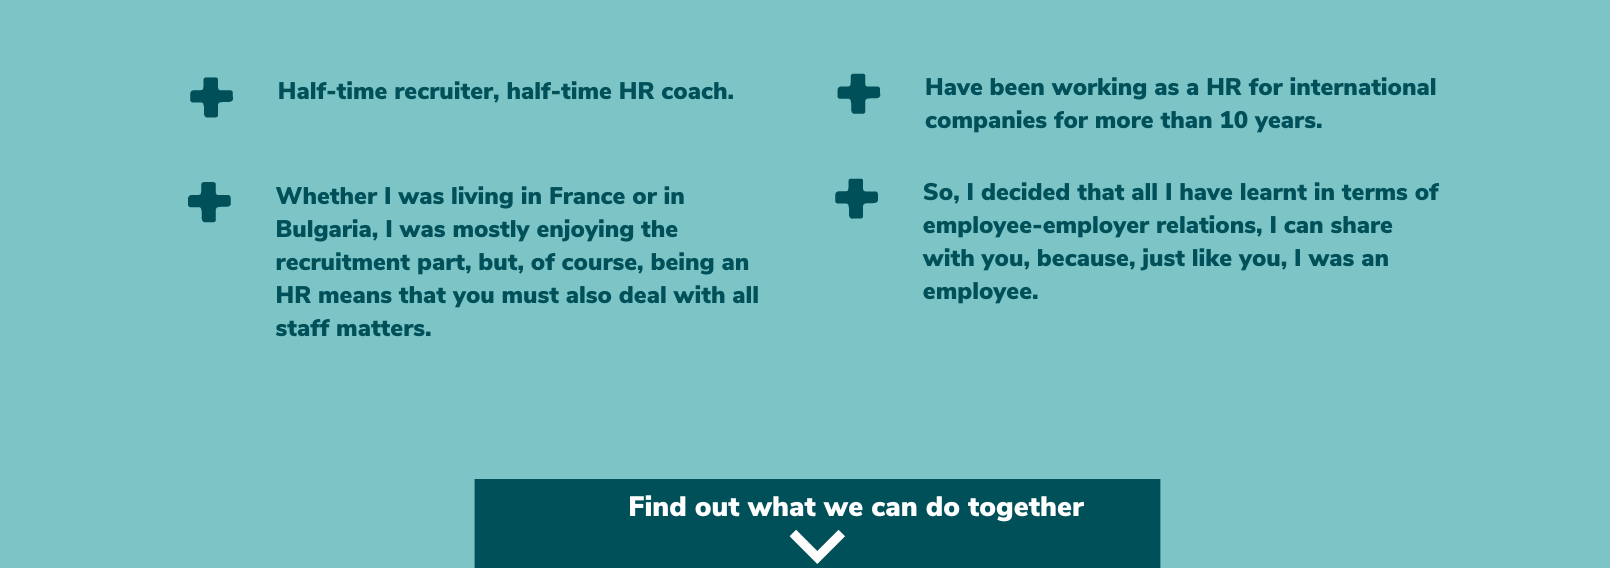 Half-time recruiter, half-time HR coach.
Have been working as a HR for international
companies for more than 10 years.
Whether I was living in France or in
Bulgaria, I was mostly enjoying the
recruitment part, but, of course, being an
HR means that you must also deal with all
staff matters.
So, I decided that all I have learnt in terms of
employee-employer relations, I can share
with you, because, just like you, I was an
employee.
Find out what we can do together